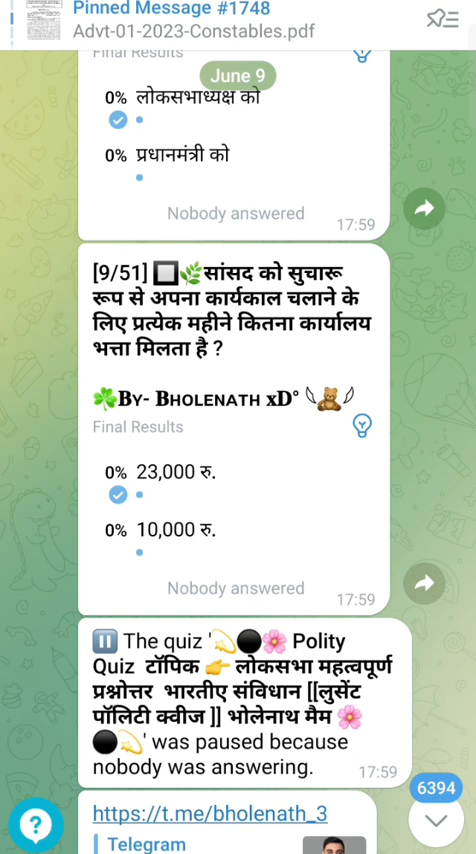 Pinned Message #1748
Advt-01-2023-Constables.pdf
Final Results
June 9
0% लोकसभाध्यक्ष को
0% प्रधानमंत्री को
Nobody answered
17:59
[9/51] 🔲🌿सांसद को सुचारू
रूप से अपना कार्यकाल चलाने के
लिए प्रत्येक महीने कितना कार्यालय
भत्ता मिलता है ?
☘️𝐁ʏ- 𝐁ʜᴏʟᴇɴᴀᴛʜ 𝐱𝐃°
Final Results
0% 23,000 रु.
0% 10,000 रु.
Nobody answered
17:59
⏸ The quiz '💫⚫🌸 Polity
Quiz टॉपिक 👉 लोकसभा महत्वपूर्ण
प्रश्नोत्तर भारतीए संविधान [[लुसेंट
पॉलिटी क्वीज ]] भोलेनाथ मैम 🌸
⚫💫' was paused because
nobody was answering.
17:59
6394
https://t.me/bholenath_3
Telegram